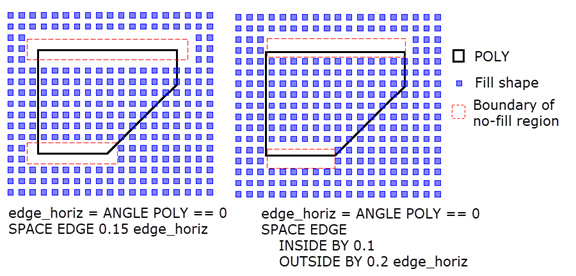 POLY
Fill shape
Boundary of
no-fill region
edge_horiz = ANGLE POLY == 0
SPACE EDGE 0.15 edge_horiz
edge_horiz = ANGLE POLY == 0
SPACE EDGE
INSIDE BY 0.1
OUTSIDE BY 0.2 edge_horiz